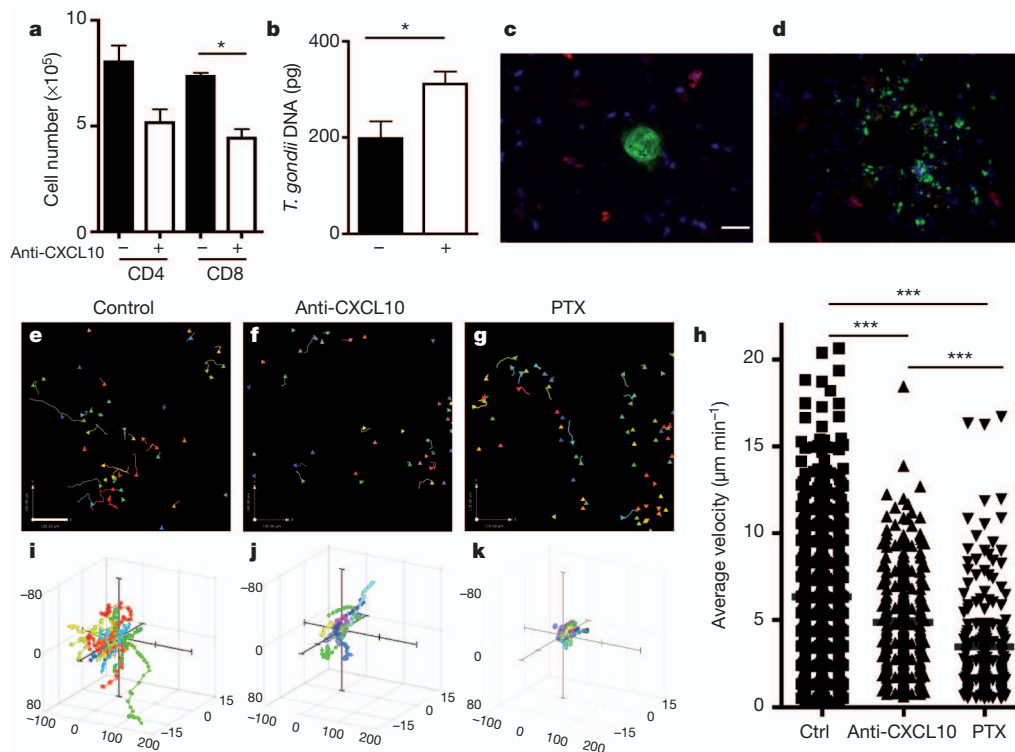 a
Cell number (×10⁵)
10
5
0
Anti-CXCL10
− + − +
CD4 CD8
*
b
T. gondii DNA (pg)
400
200
0
− +
*
c
d
Control Anti-CXCL10 PTX
e
f
g
h
***
*** ***
Average velocity (µm min⁻¹)
20
15
10
5
0
Ctrl Anti-CXCL10 PTX
i
−80
0
80
−100 0 100 200
−15
0
15
j
−80
0
80
−100 0 100 200
−15
0
15
k
−80
0
80
−100 0 100 200
−15
0
15